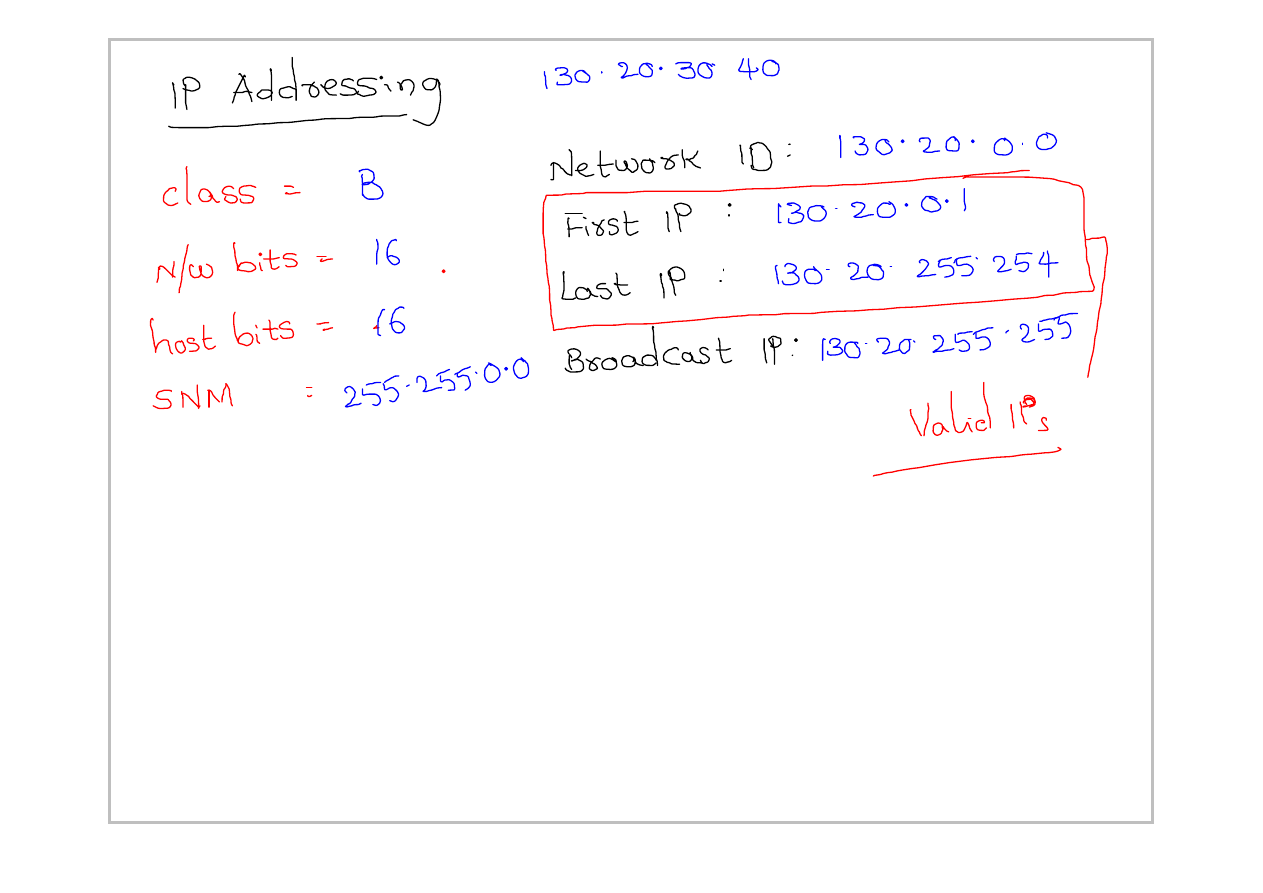 IP Addressing
130.20.30.40
class = B
N/W bits = 16
host bits = 16
SNM : 255.255.0.0
Network ID : 130.20.0.0
First IP : 130.20.0.1
Last IP : 130.20.255.254
Broadcast IP : 130.20.255.255
Valid IPs